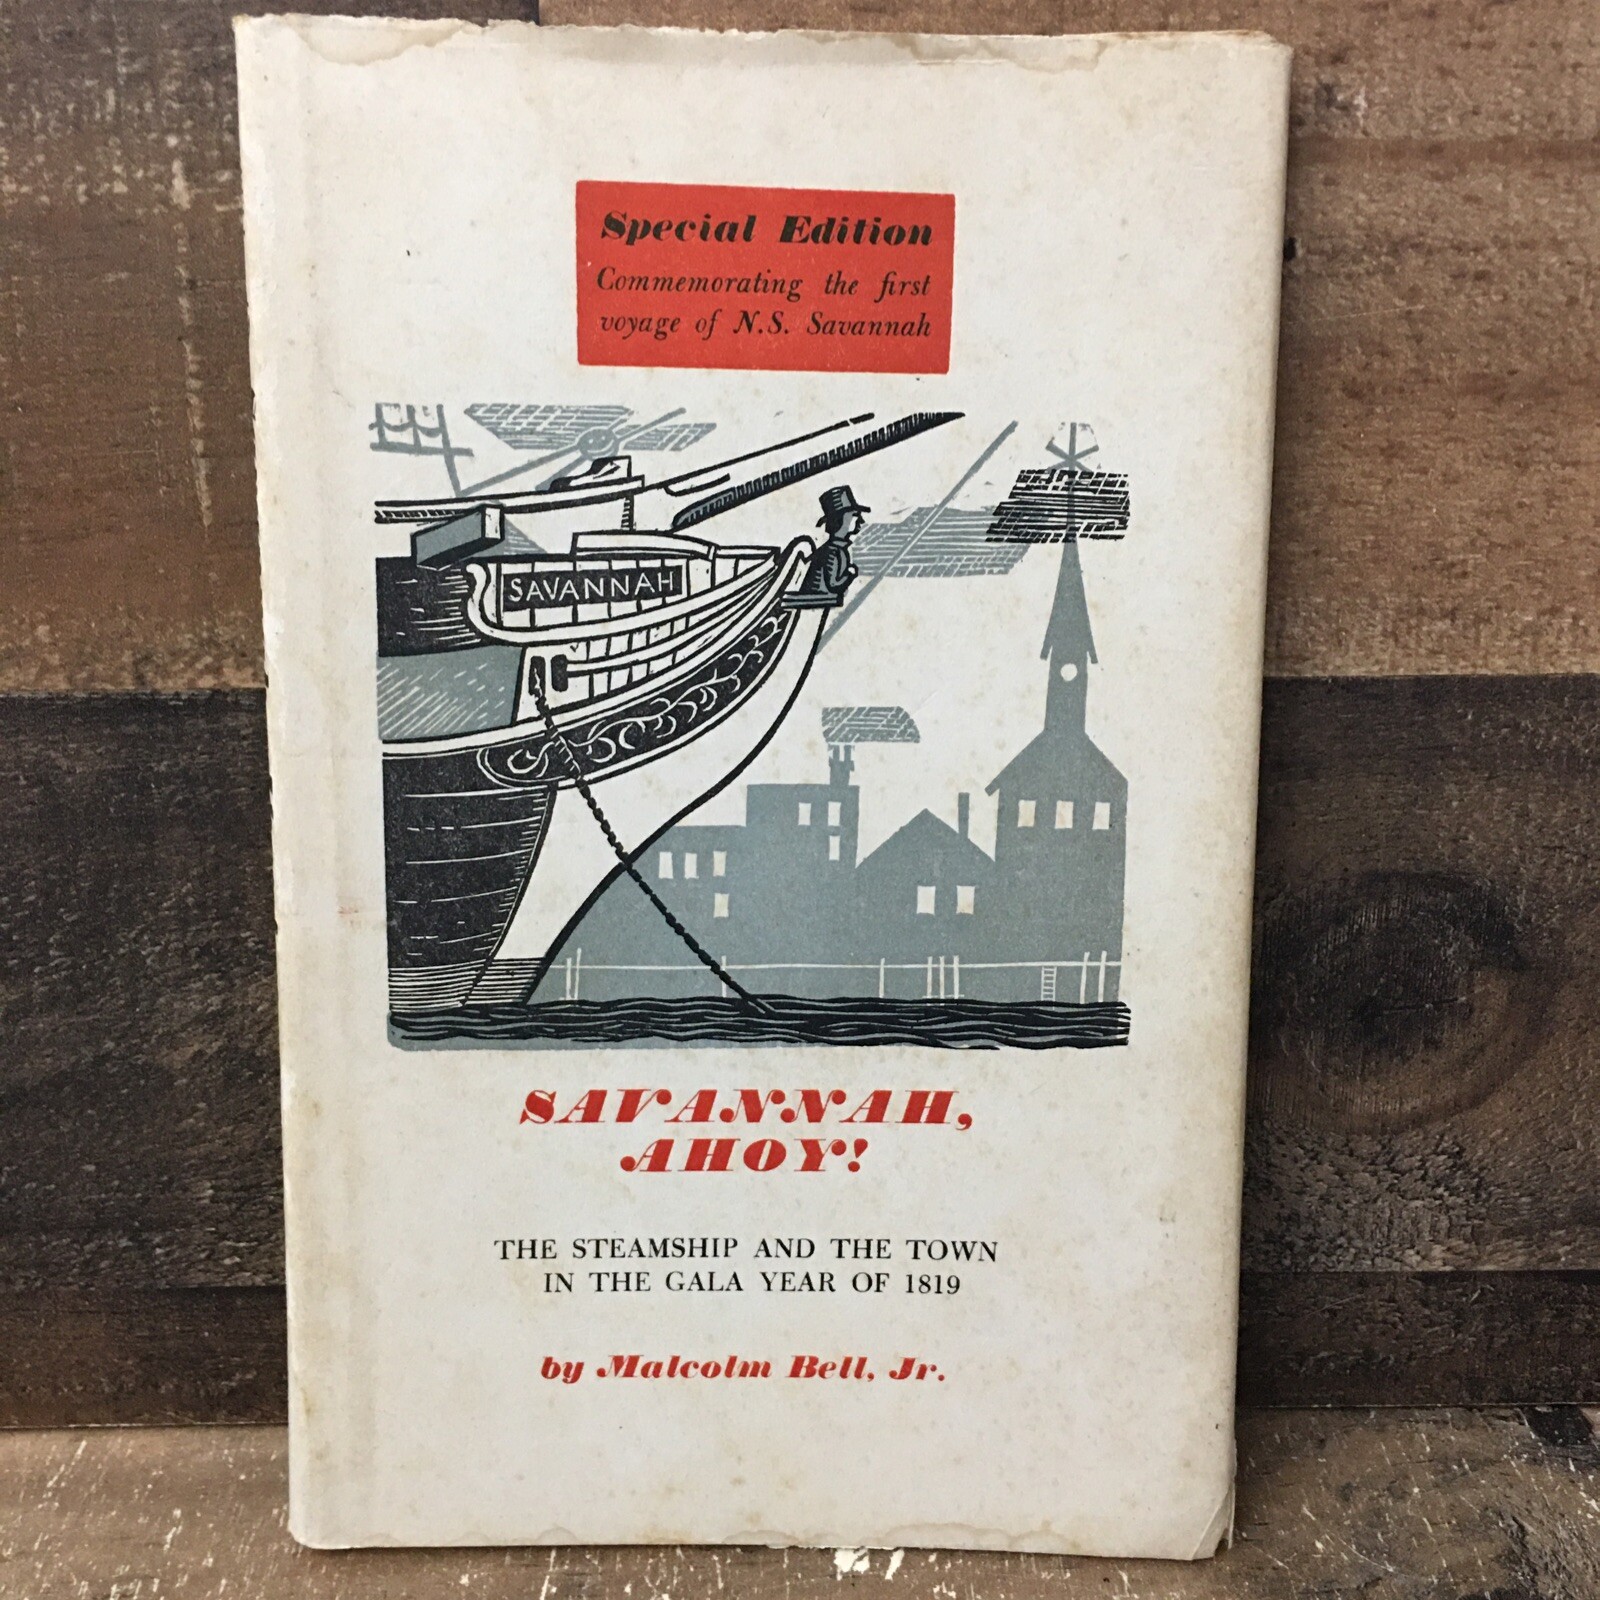 Special Edition
Commemorating the first
voyage of N.S. Savannah
SAVANNAH
SAVANNAH,
AHOY!
THE STEAMSHIP AND THE TOWN
IN THE GALA YEAR OF 1819
by Malcolm Bell, Jr.